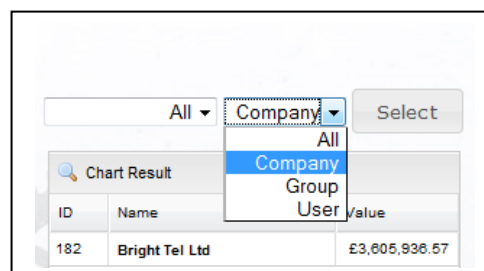 All Company Select
All
Company
Group
User
Chart Result
ID Name Value
182 Bright Tel Ltd £3,605,936.57